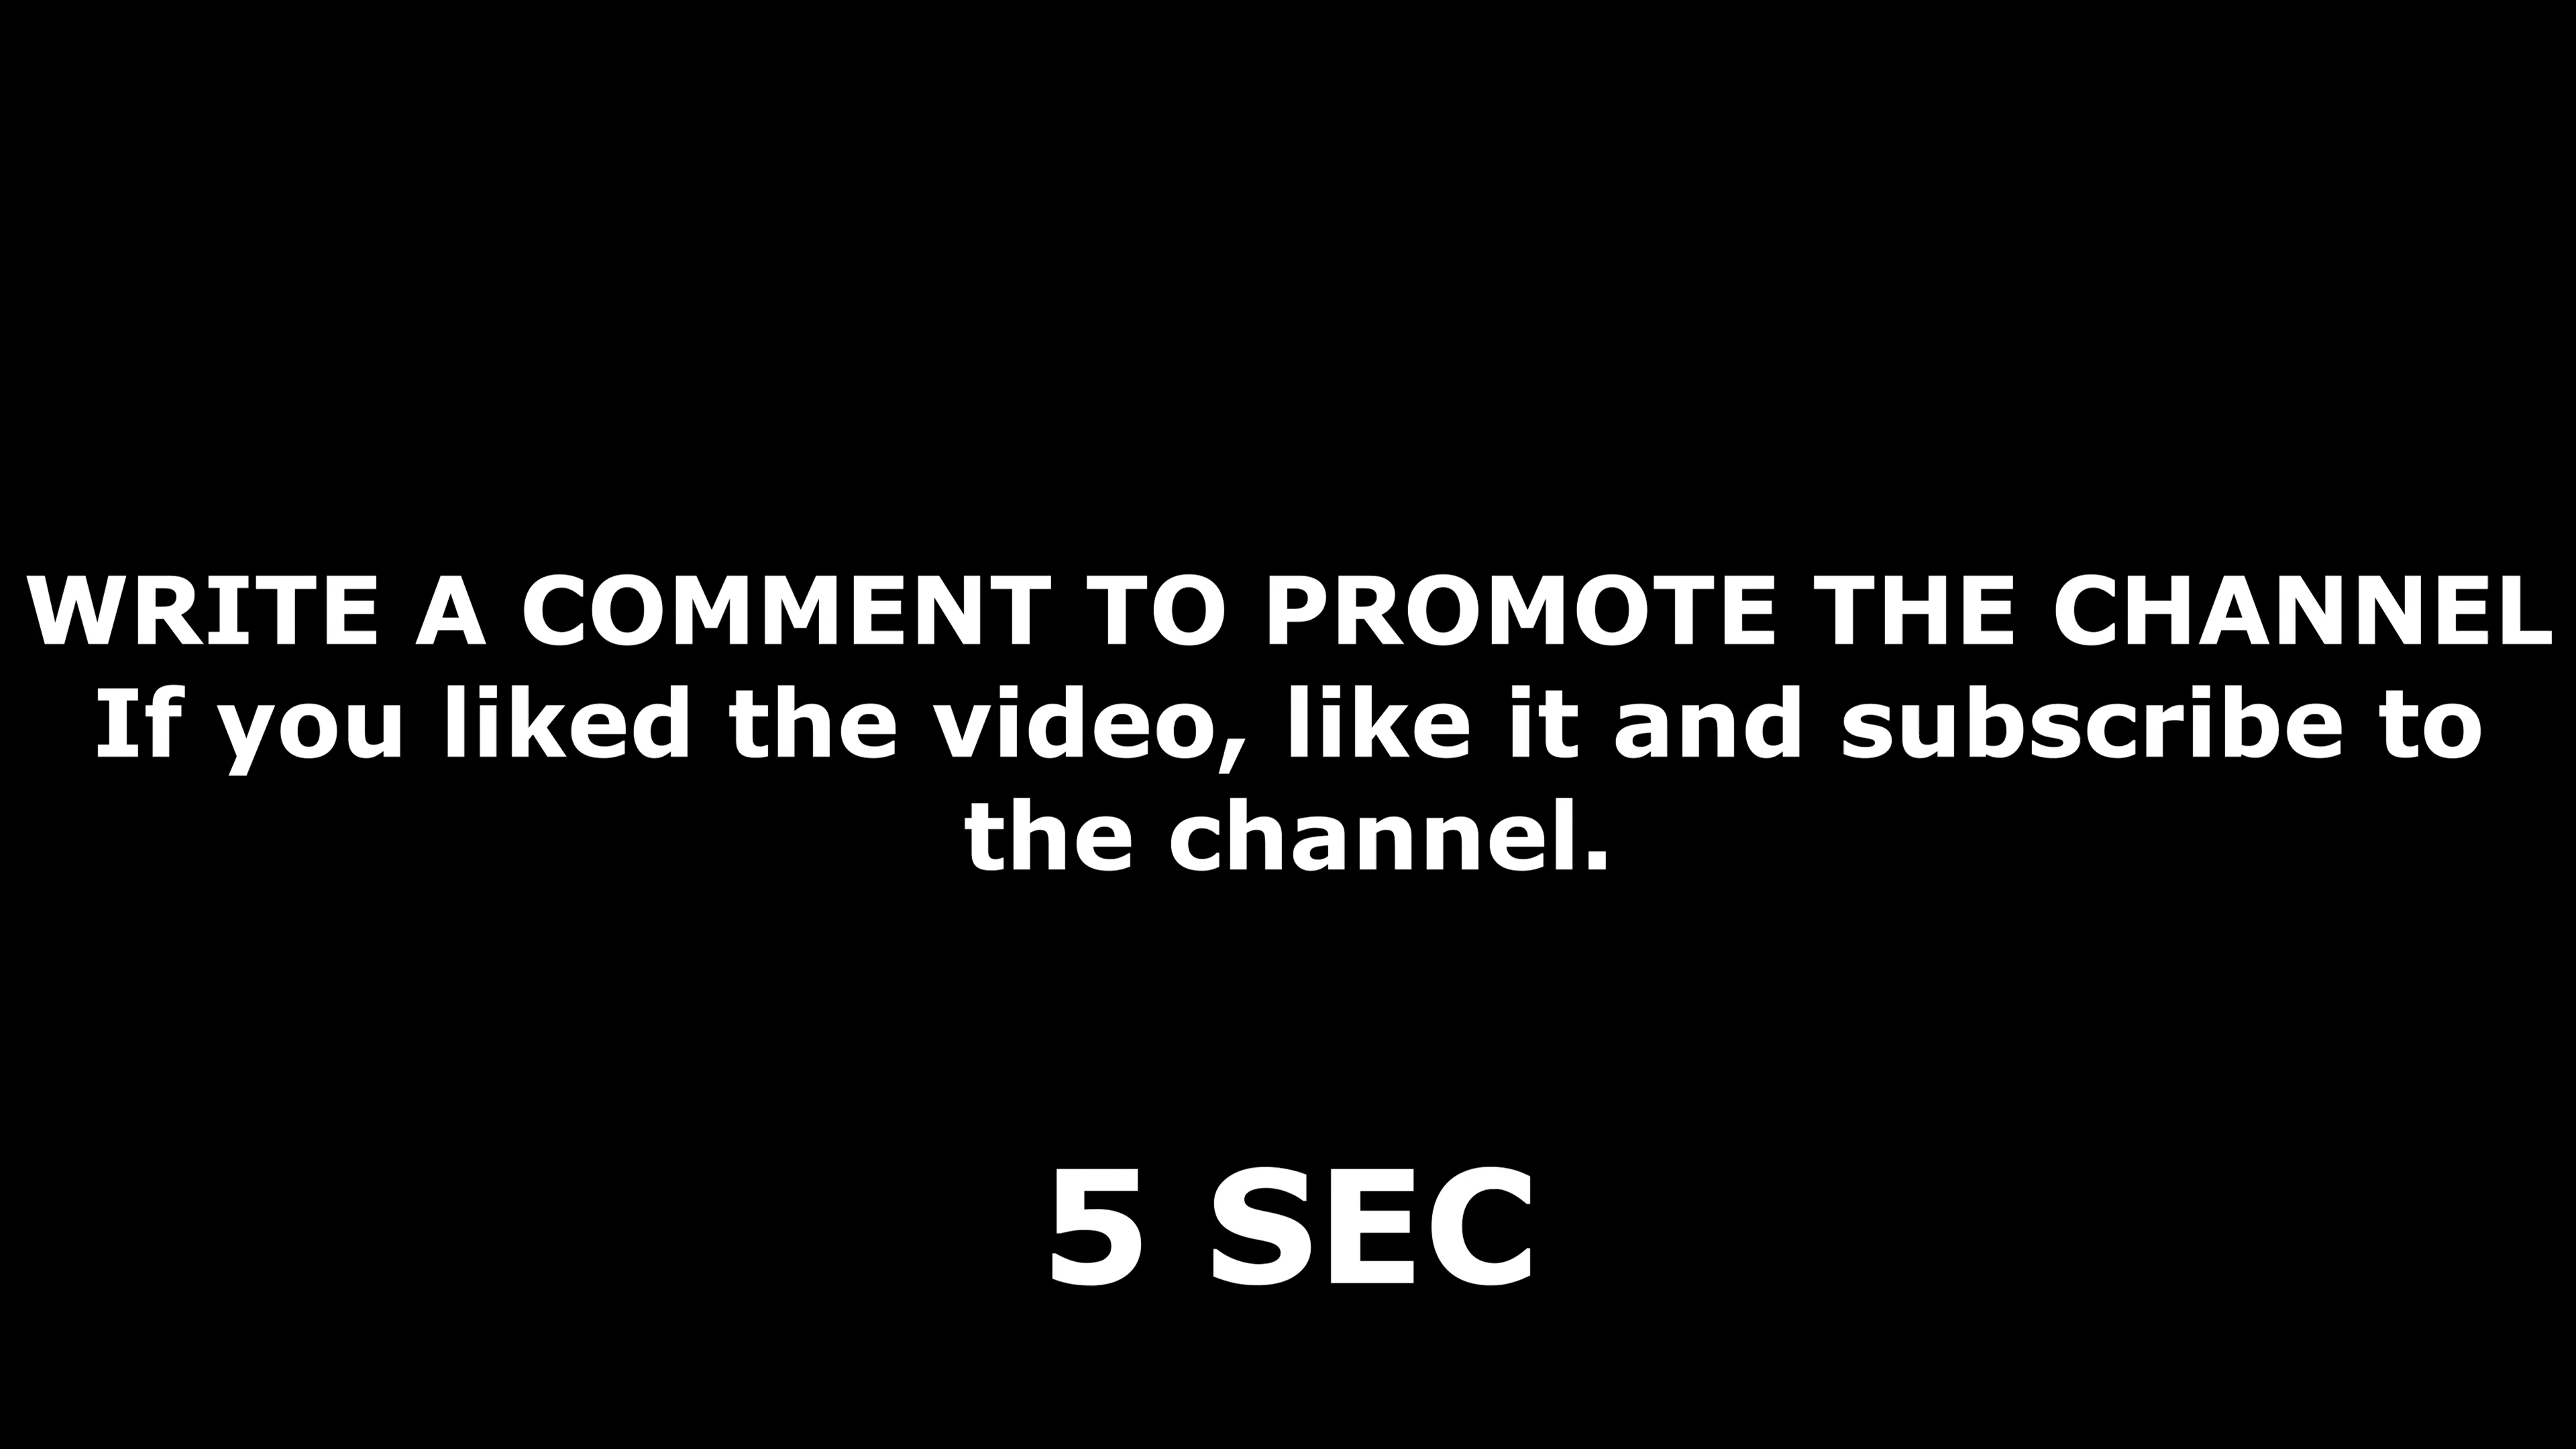 WRITE A COMMENT TO PROMOTE THE CHANNEL
If you liked the video, like it and subscribe to
the channel.
5 SEC